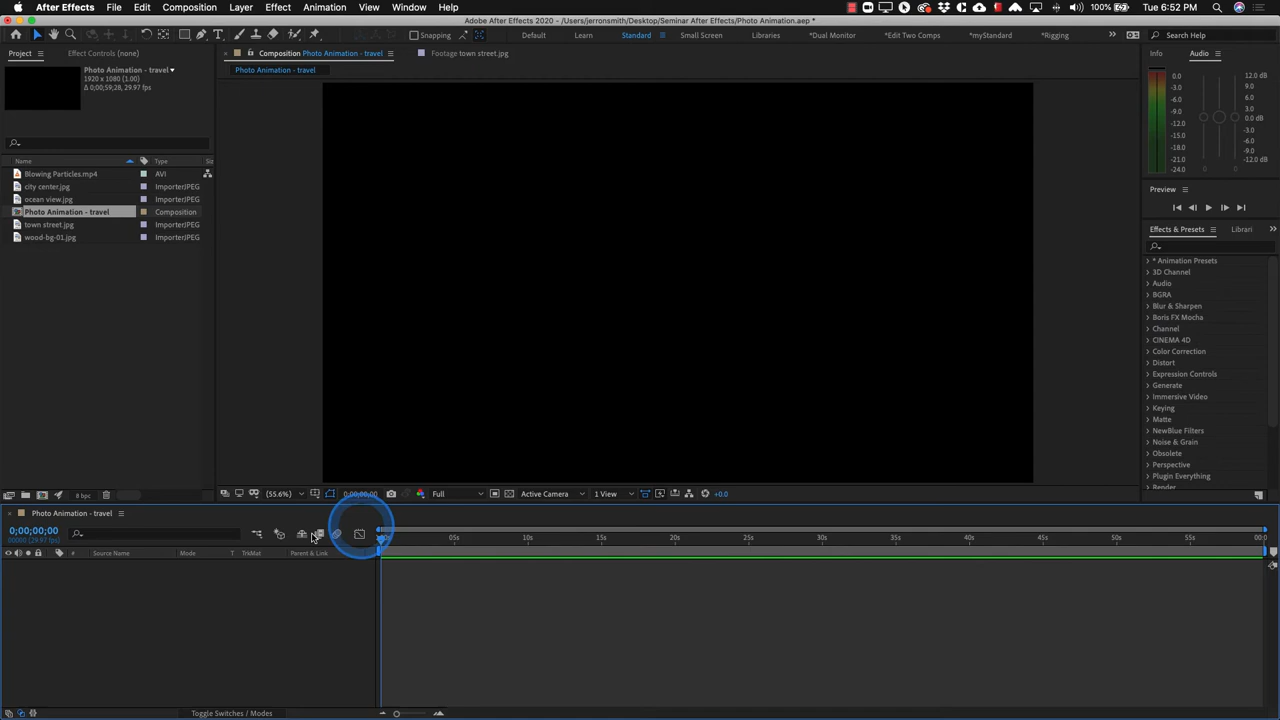 After Effects File Edit Composition Layer Effect Animation View Window Help 100% Tue 6:52 PM
Adobe After Effects 2020 - /Users/jerronsmith/Desktop/Seminar After Effects/Photo Animation.aep *
Snapping Default Learn Standard Small Screen Libraries *Dual Monitor *Edit Two Comps *myStandard *Rigging Search Help
Project Effect Controls (none) Composition Photo Animation - travel Footage town street.jpg Info Audio
Photo Animation - travel
1920 x 1080 (1.00)
Δ 0;00;59;28, 29.97 fps
Photo Animation - travel
0.0 12.0 dB
-3.0 9.0
-6.0 6.0
-9.0 3.0
-12.0 0.0 dB
-15.0 -3.0
-18.0 -6.0
-21.0 -9.0
-24.0 -12.0 dB
Name Type Si
Blowing Particles.mp4 AVI
city center.jpg ImporterJPEG
ocean view.jpg ImporterJPEG
Photo Animation - travel Composition
town street.jpg ImporterJPEG
wood-bg-01.jpg ImporterJPEG
Preview
Effects & Presets Librari
* Animation Presets
3D Channel
Audio
BGRA
Blur & Sharpen
Boris FX Mocha
Channel
CINEMA 4D
Color Correction
Distort
Expression Controls
Generate
Immersive Video
Keying
Matte
NewBlue Filters
Noise & Grain
Obsolete
Perspective
Plugin Everything
Render
8 bpc (55.6%) 0;00;00;00 Full Active Camera 1 View +0.0
Photo Animation - travel
0;00;00;00
00000 (29.97 fps)
05s 10s 15s 20s 25s 30s 35s 40s 45s 50s 55s 00:0
# Source Name Mode T TrkMat Parent & Link
Toggle Switches / Modes